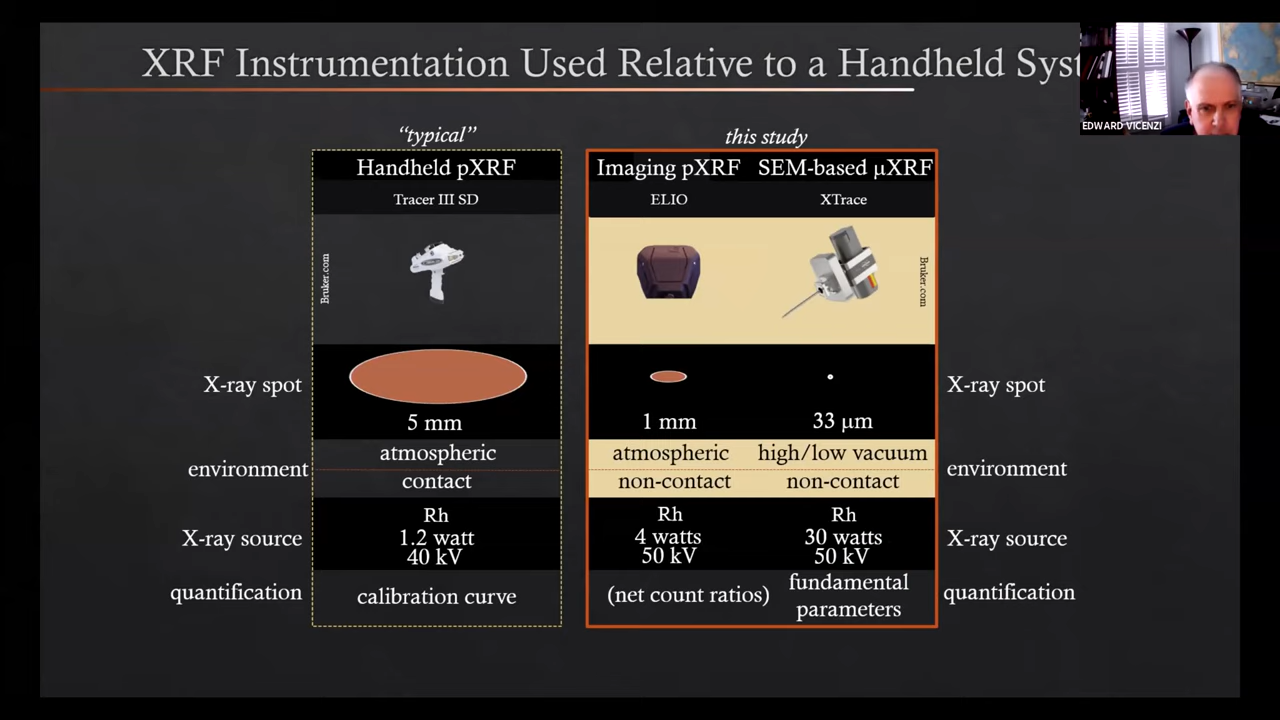 XRF Instrumentation Used Relative to a Handheld Syst
EDWARD VICENZI
"typical"
this study
Handheld pXRF
Imaging pXRF
SEM-based µXRF
Tracer III SD
ELIO
XTrace
Bruker.com
Bruker.com
X-ray spot
5 mm
1 mm
33 µm
X-ray spot
environment
atmospheric
contact
atmospheric
non-contact
high/low vacuum
non-contact
environment
X-ray source
Rh
1.2 watt
40 kV
Rh
4 watts
50 kV
Rh
30 watts
50 kV
X-ray source
quantification
calibration curve
(net count ratios)
fundamental
parameters
quantification